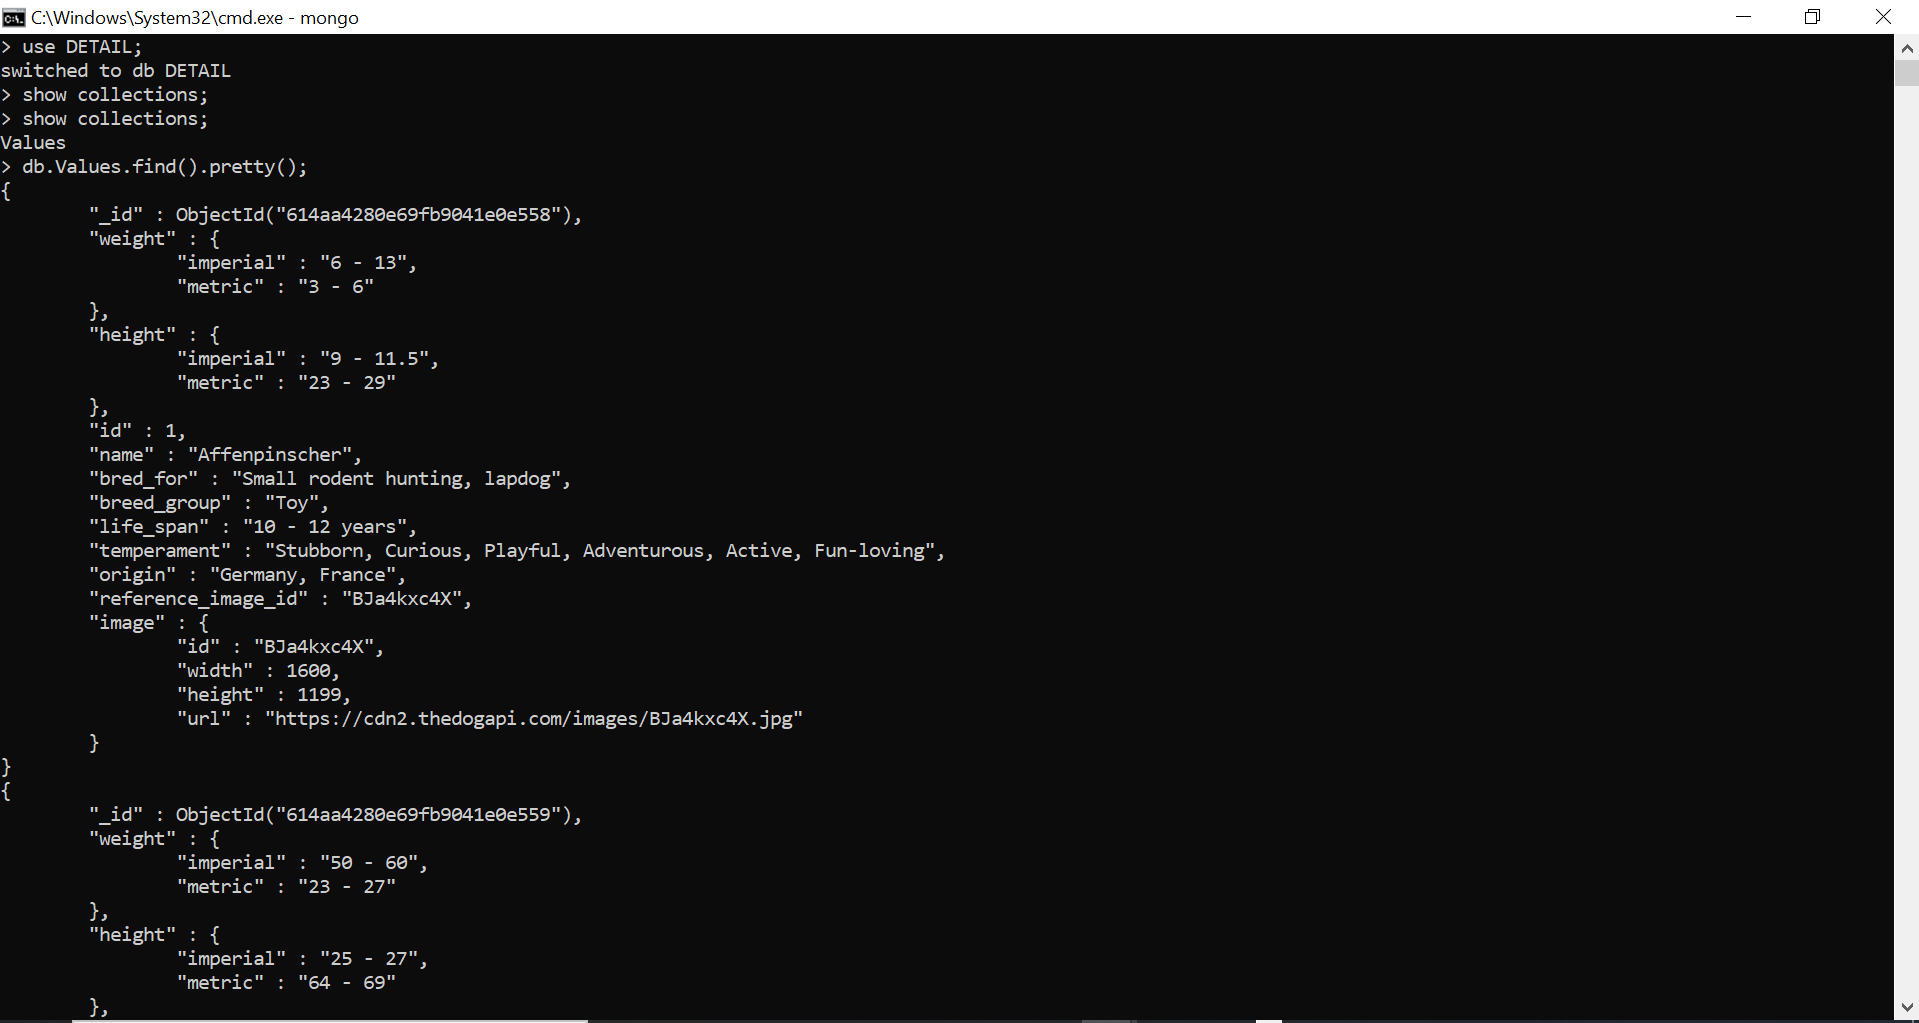 C:\Windows\System32\cmd.exe - mongo
> use DETAIL;
switched to db DETAIL
> show collections;
> show collections;
Values
> db.Values.find().pretty();
{
        "_id" : ObjectId("614aa4280e69fb9041e0e558"),
        "weight" : {
                "imperial" : "6 - 13",
                "metric" : "3 - 6"
        },
        "height" : {
                "imperial" : "9 - 11.5",
                "metric" : "23 - 29"
        },
        "id" : 1,
        "name" : "Affenpinscher",
        "bred_for" : "Small rodent hunting, lapdog",
        "breed_group" : "Toy",
        "life_span" : "10 - 12 years",
        "temperament" : "Stubborn, Curious, Playful, Adventurous, Active, Fun-loving",
        "origin" : "Germany, France",
        "reference_image_id" : "BJa4kxc4X",
        "image" : {
                "id" : "BJa4kxc4X",
                "width" : 1600,
                "height" : 1199,
                "url" : "https://cdn2.thedogapi.com/images/BJa4kxc4X.jpg"
        }
}
{
        "_id" : ObjectId("614aa4280e69fb9041e0e559"),
        "weight" : {
                "imperial" : "50 - 60",
                "metric" : "23 - 27"
        },
        "height" : {
                "imperial" : "25 - 27",
                "metric" : "64 - 69"
        },